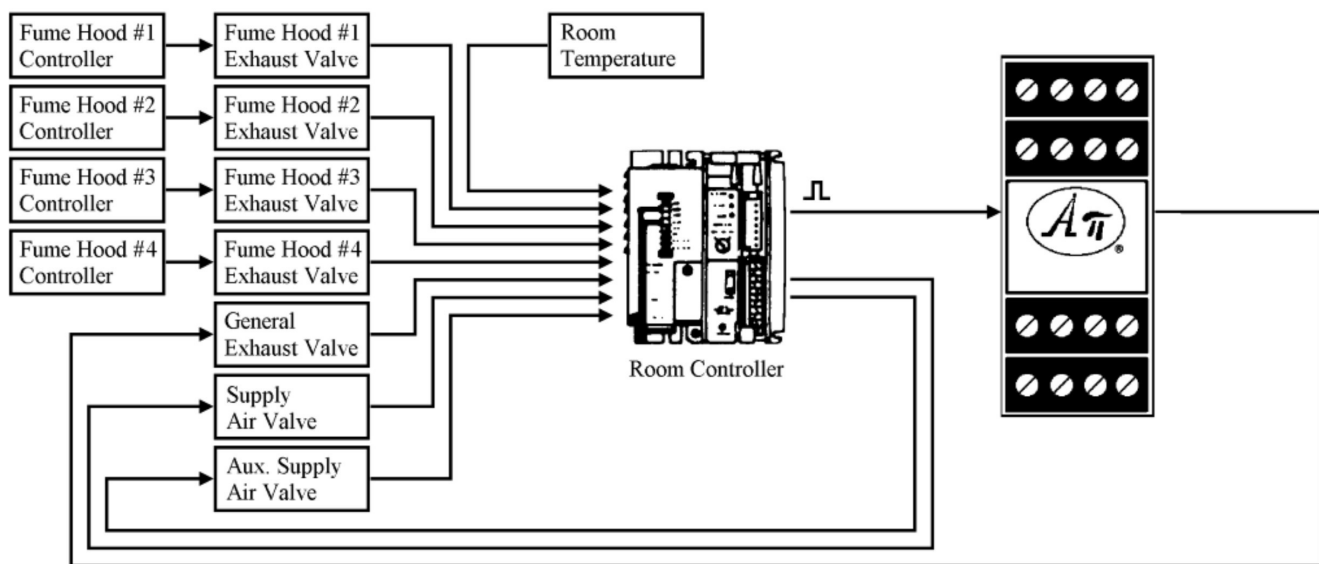 Fume Hood #1
Controller
Fume Hood #1
Exhaust Valve
Room
Temperature
Fume Hood #2
Controller
Fume Hood #2
Exhaust Valve
Fume Hood #3
Controller
Fume Hood #3
Exhaust Valve
Fume Hood #4
Controller
Fume Hood #4
Exhaust Valve
General
Exhaust Valve
Supply
Air Valve
Aux. Supply
Air Valve
Room Controller
Aπ®